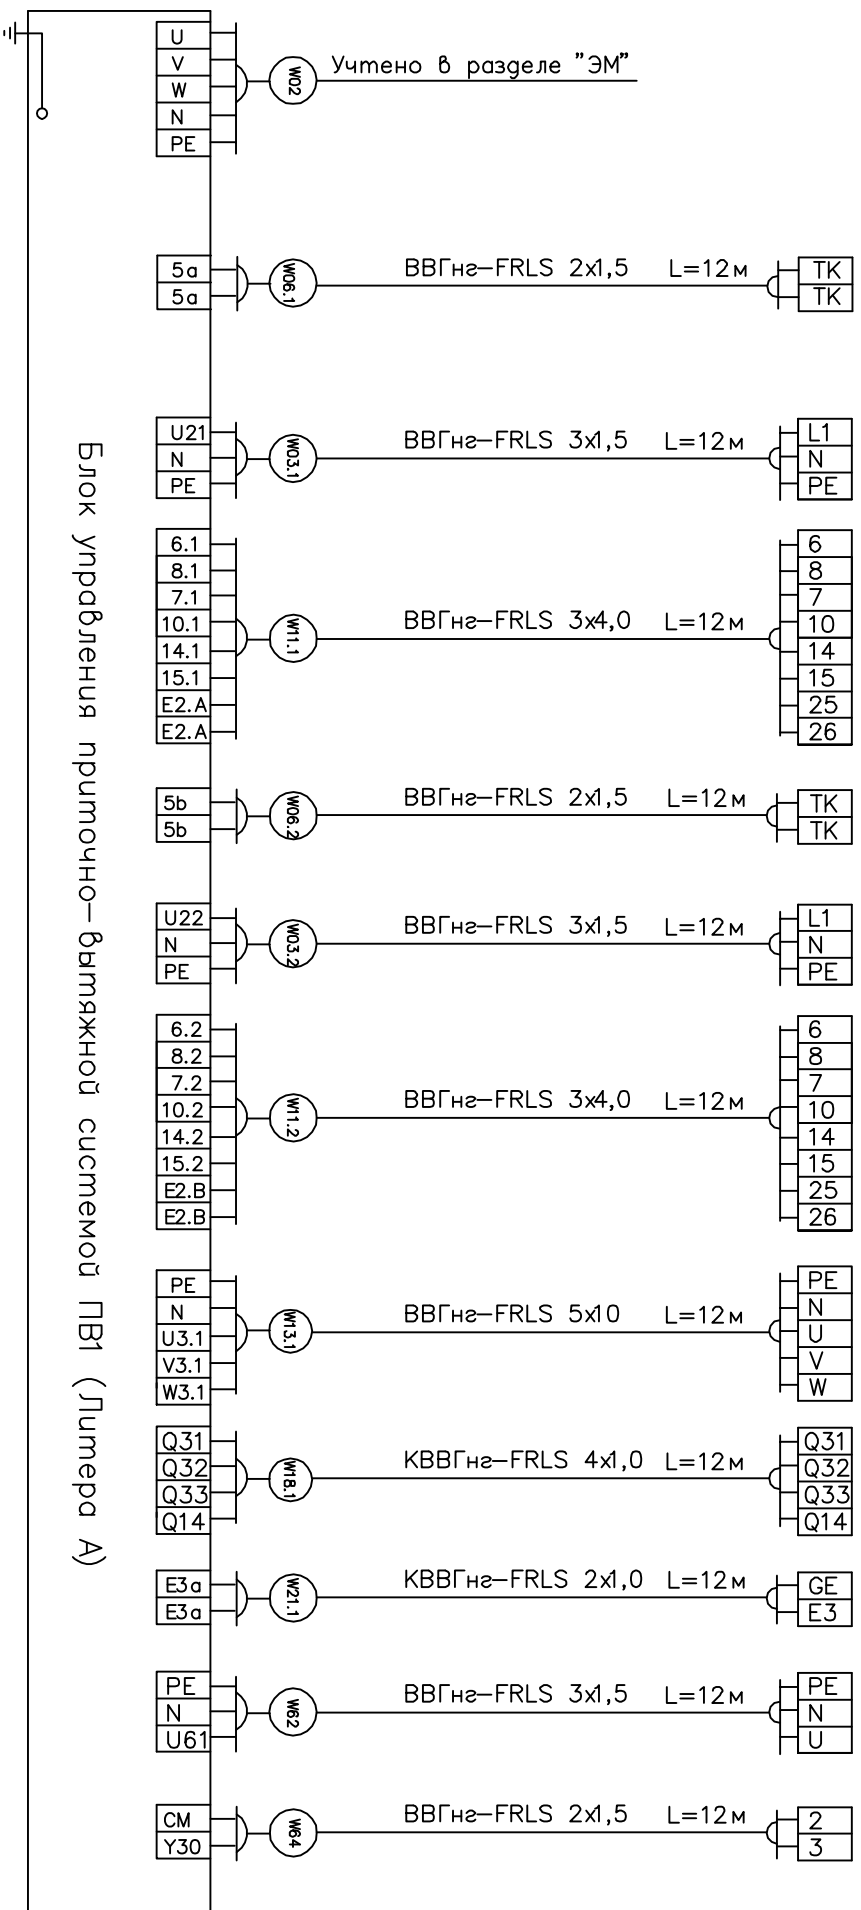 U
V
W
N
PE
W02
Учтено в разделе "ЭМ"
5a
5a
W06.1
ВВГнг-FRLS 2x1,5 L=12м
TK
TK
U21
N
PE
W03.1
ВВГнг-FRLS 3x1,5 L=12м
L1
N
PE
6.1
8.1
7.1
10.1
14.1
15.1
E2.A
E2.A
W11.1
ВВГнг-FRLS 3x4,0 L=12м
6
8
7
10
14
15
25
26
5b
5b
W06.2
ВВГнг-FRLS 2x1,5 L=12м
TK
TK
U22
N
PE
W03.2
ВВГнг-FRLS 3x1,5 L=12м
L1
N
PE
6.2
8.2
7.2
10.2
14.2
15.2
E2.B
E2.B
W11.2
ВВГнг-FRLS 3x4,0 L=12м
6
8
7
10
14
15
25
26
PE
N
U3.1
V3.1
W3.1
W13.1
ВВГнг-FRLS 5x10 L=12м
PE
N
U
V
W
Q31
Q32
Q33
Q14
W18.1
КВВГнг-FRLS 4x1,0 L=12м
Q31
Q32
Q33
Q14
E3a
E3a
W21.1
КВВГнг-FRLS 2x1,0 L=12м
GE
E3
PE
N
U61
W62
ВВГнг-FRLS 3x1,5 L=12м
PE
N
U
CM
Y30
W64
ВВГнг-FRLS 2x1,5 L=12м
2
3
Блок управления приточно-вытяжной системой ПВ1 (Литера А)